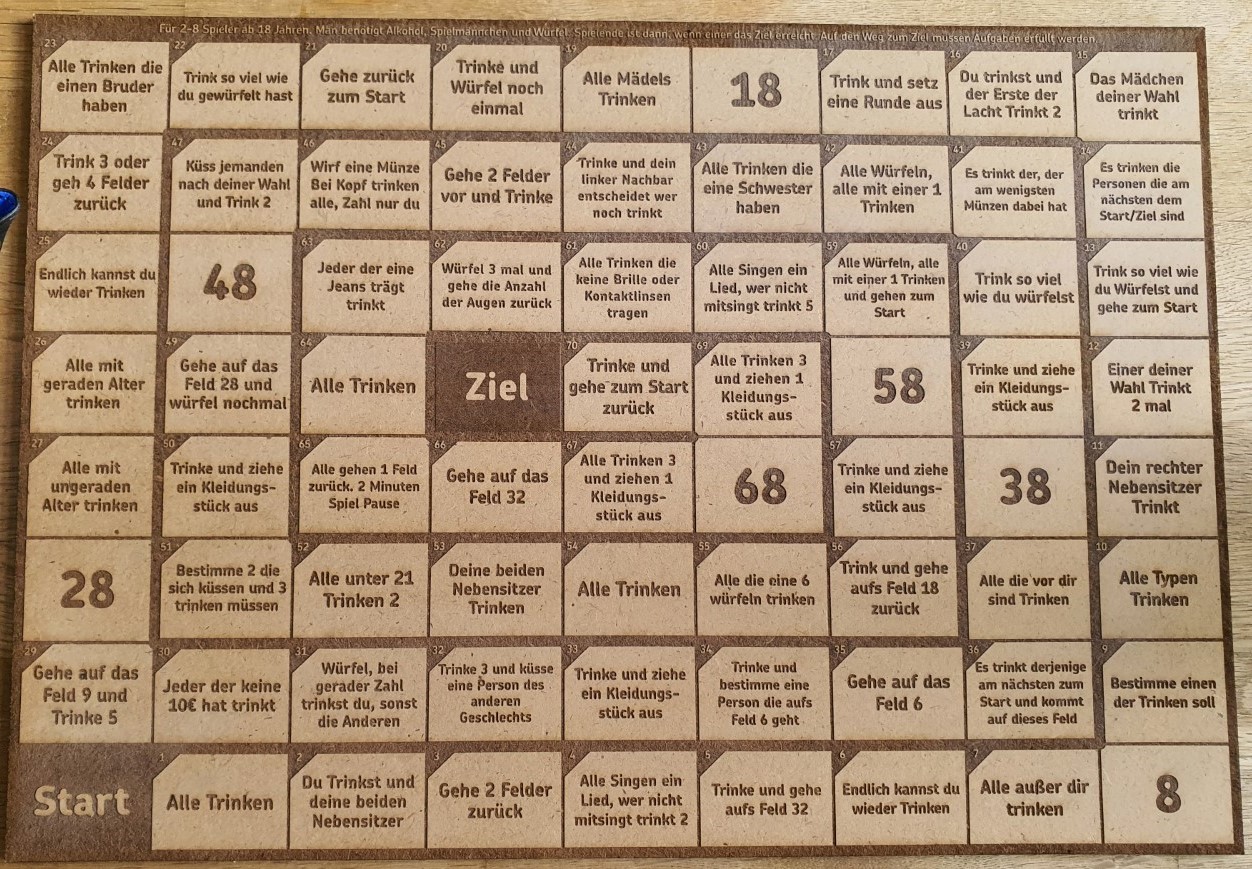 Für 2-8 Spieler ab 18 Jahren. Man benötigt Alkohol, Spielmännchen und Würfel. Spielende ist dann, wenn einer das Ziel erreicht. Auf den Weg zum Ziel müssen Aufgaben erfüllt werden.
23
Alle Trinken die
einen Bruder
haben
22
Trink so viel wie
du gewürfelt hast
21
Gehe zurück
zum Start
20
Trinke und
Würfel noch
einmal
19
Alle Mädels
Trinken
18
17
Trink und setz
eine Runde aus
16
Du trinkst und
der Erste der
Lacht Trinkt 2
15
Das Mädchen
deiner Wahl
trinkt
24
Trink 3 oder
geh 4 Felder
zurück
47
Küss jemanden
nach deiner Wahl
und Trink 2
46
Wirf eine Münze
Bei Kopf trinken
alle, Zahl nur du
45
Gehe 2 Felder
vor und Trinke
44
Trinke und dein
linker Nachbar
entscheidet wer
noch trinkt
43
Alle Trinken die
eine Schwester
haben
42
Alle Würfeln,
alle mit einer 1
Trinken
41
Es trinkt der, der
am wenigsten
Münzen dabei hat
14
Es trinken die
Personen die am
nächsten dem
Start/Ziel sind
25
Endlich kannst du
wieder Trinken
48
63
Jeder der eine
Jeans trägt
trinkt
62
Würfel 3 mal und
gehe die Anzahl
der Augen zurück
61
Alle Trinken die
keine Brille oder
Kontaktlinsen
tragen
60
Alle Singen ein
Lied, wer nicht
mitsingt trinkt 5
59
Alle Würfeln, alle
mit einer 1 Trinken
und gehen zum
Start
40
Trink so viel
wie du würfelst
13
Trink so viel wie
du Würfelst und
gehe zum Start
26
Alle mit
geraden Alter
trinken
49
Gehe auf das
Feld 28 und
würfel nochmal
64
Alle Trinken
Ziel
70
Trinke und
gehe zum Start
zurück
69
Alle Trinken 3
und ziehen 1
Kleidungs-
stück aus
58
39
Trinke und ziehe
ein Kleidungs-
stück aus
12
Einer deiner
Wahl Trinkt
2 mal
27
Alle mit
ungeraden
Alter trinken
50
Trinke und ziehe
ein Kleidungs-
stück aus
65
Alle gehen 1 Feld
zurück. 2 Minuten
Spiel Pause
66
Gehe auf das
Feld 32
67
Alle Trinken 3
und ziehen 1
Kleidungs-
stück aus
68
57
Trinke und ziehe
ein Kleidungs-
stück aus
38
11
Dein rechter
Nebensitzer
Trinkt
28
51
Bestimme 2 die
sich küssen und 3
trinken müssen
52
Alle unter 21
Trinken 2
53
Deine beiden
Nebensitzer
Trinken
54
Alle Trinken
55
Alle die eine 6
würfeln trinken
56
Trink und gehe
aufs Feld 18
zurück
37
Alle die vor dir
sind Trinken
10
Alle Typen
Trinken
29
Gehe auf das
Feld 9 und
Trinke 5
30
Jeder der keine
10€ hat trinkt
31
Würfel, bei
gerader Zahl
trinkst du, sonst
die Anderen
32
Trinke 3 und küsse
eine Person des
anderen
Geschlechts
33
Trinke und ziehe
ein Kleidungs-
stück aus
34
Trinke und
bestimme eine
Person die aufs
Feld 6 geht
35
Gehe auf das
Feld 6
36
Es trinkt derjenige
am nächsten zum
Start und kommt
auf dieses Feld
9
Bestimme einen
der Trinken soll
Start
1
Alle Trinken
2
Du Trinkst und
deine beiden
Nebensitzer
3
Gehe 2 Felder
zurück
4
Alle Singen ein
Lied, wer nicht
mitsingt trinkt 2
5
Trinke und gehe
aufs Feld 32
6
Endlich kannst du
wieder Trinken
7
Alle außer dir
trinken
8